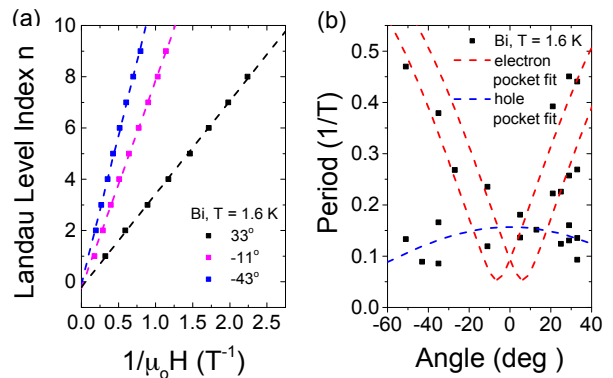 (a)
Landau Level Index n
10
8
6
4
2
0
Bi, T = 1.6 K
33°
-11°
-43°
0.0 0.5 1.0 1.5 2.0 2.5
1/μ₀H (T⁻¹)
(b)
Period (1/T)
0.5
0.4
0.3
0.2
0.1
0.0
Bi, T = 1.6 K
electron
pocket fit
hole
pocket fit
-60 -40 -20 0 20 40
Angle (deg )